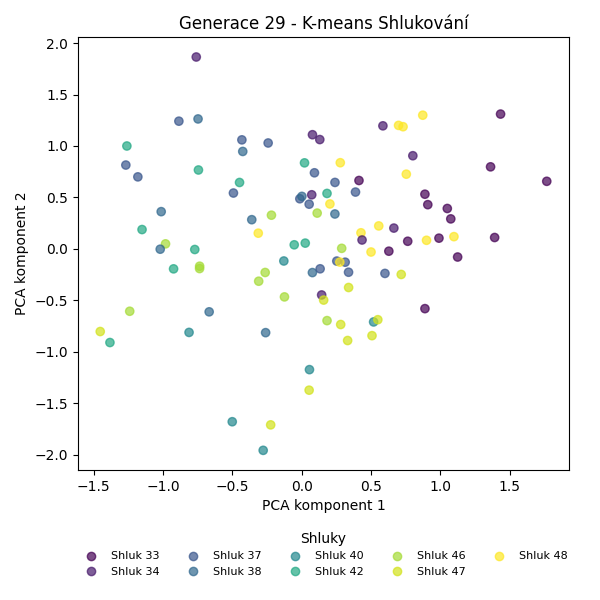 Generace 29 - K-means Shlukování
2.0
1.5
1.0
0.5
0.0
−0.5
−1.0
−1.5
−2.0
PCA komponent 2
−1.5 −1.0 −0.5 0.0 0.5 1.0 1.5
PCA komponent 1
Shluky
Shluk 33 Shluk 37 Shluk 40 Shluk 46 Shluk 48
Shluk 34 Shluk 38 Shluk 42 Shluk 47